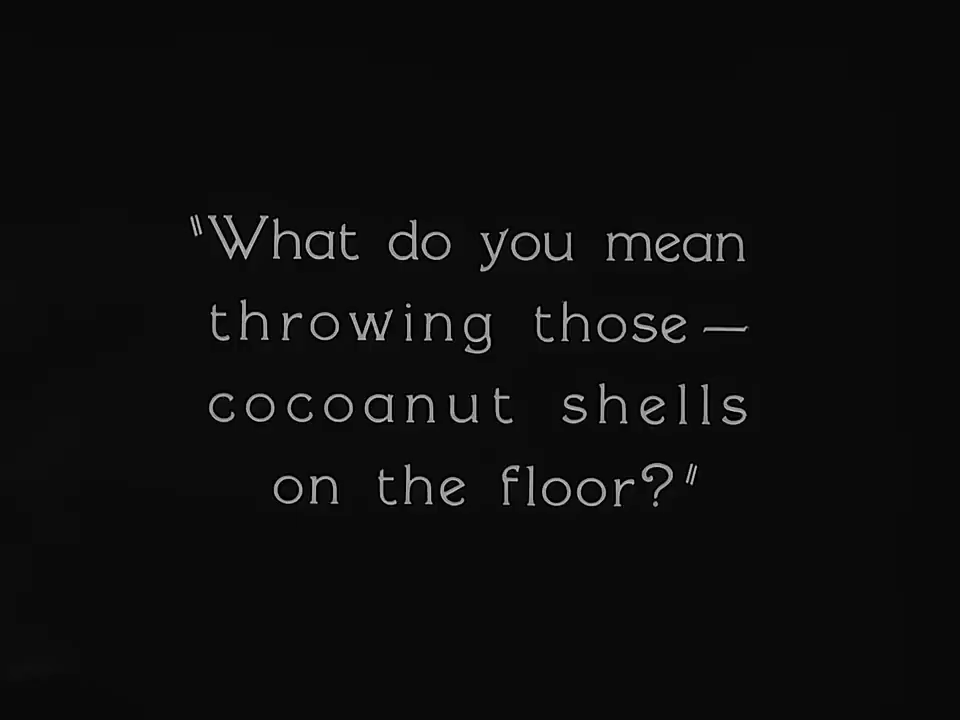 "What do you mean
throwing those —
cocoanut shells
on the floor?"